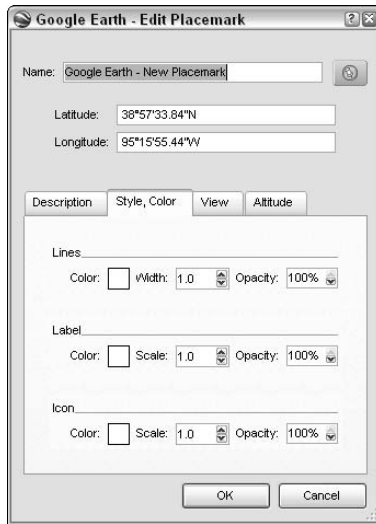 Google Earth - Edit Placemark
Name: Google Earth - New Placemark
Latitude: 38°57'33.84"N
Longitude: 95°15'55.44"W
Description Style, Color View Altitude
Lines
Color: Width: 1.0 Opacity: 100%
Label
Color: Scale: 1.0 Opacity: 100%
Icon
Color: Scale: 1.0 Opacity: 100%
OK Cancel